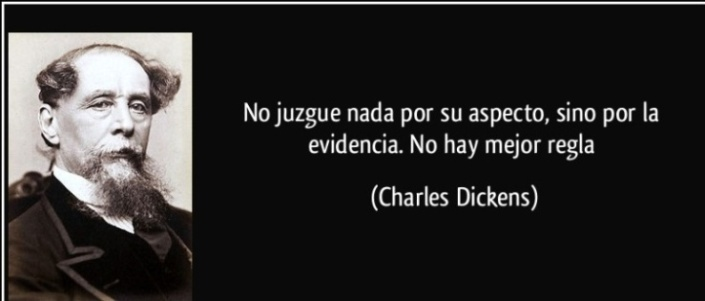 No juzgue nada por su aspecto, sino por la
evidencia. No hay mejor regla
(Charles Dickens)